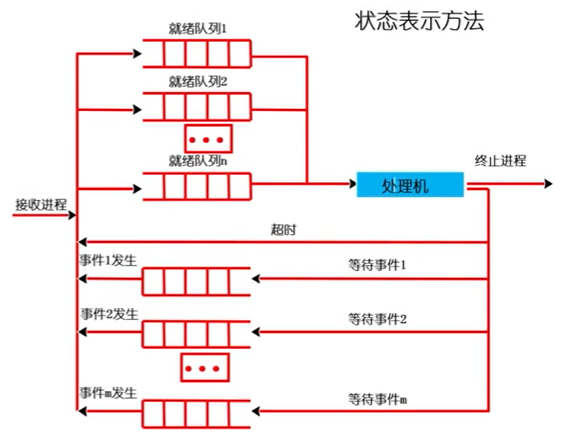 状态表示方法
就绪队列1
就绪队列2
就绪队列n
接收进程
处理机
终止进程
超时
事件1发生
等待事件1
事件2发生
等待事件2
事件m发生
等待事件m